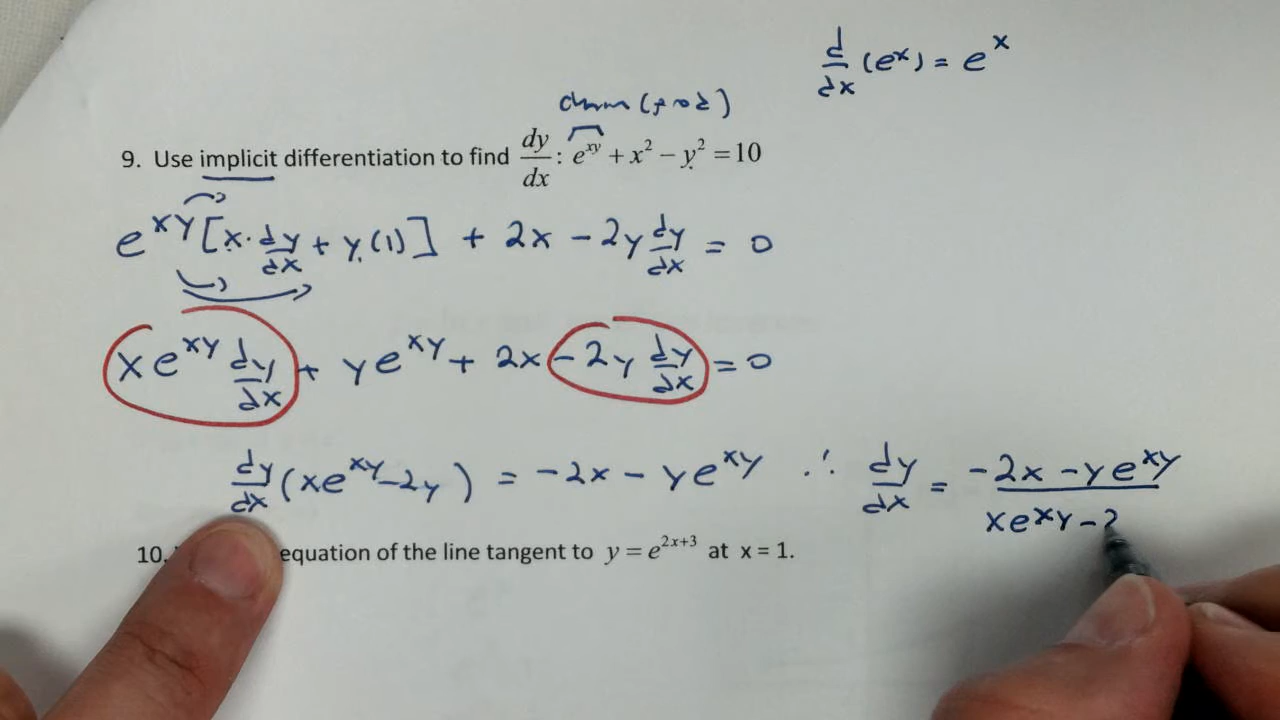 d/dx (e^x) = e^x
chain (prod)
9. Use implicit differentiation to find dy/dx : e^xy + x² − y² = 10
e^xy [x · dy/dx + y(1)] + 2x − 2y dy/dx = 0
xe^xy dy/dx + ye^xy + 2x − 2y dy/dx = 0
dy/dx (xe^xy − 2y) = −2x − ye^xy ∴ dy/dx = (−2x − ye^xy)/(xe^xy − 2
10. equation of the line tangent to y = e^2x+3 at x = 1.